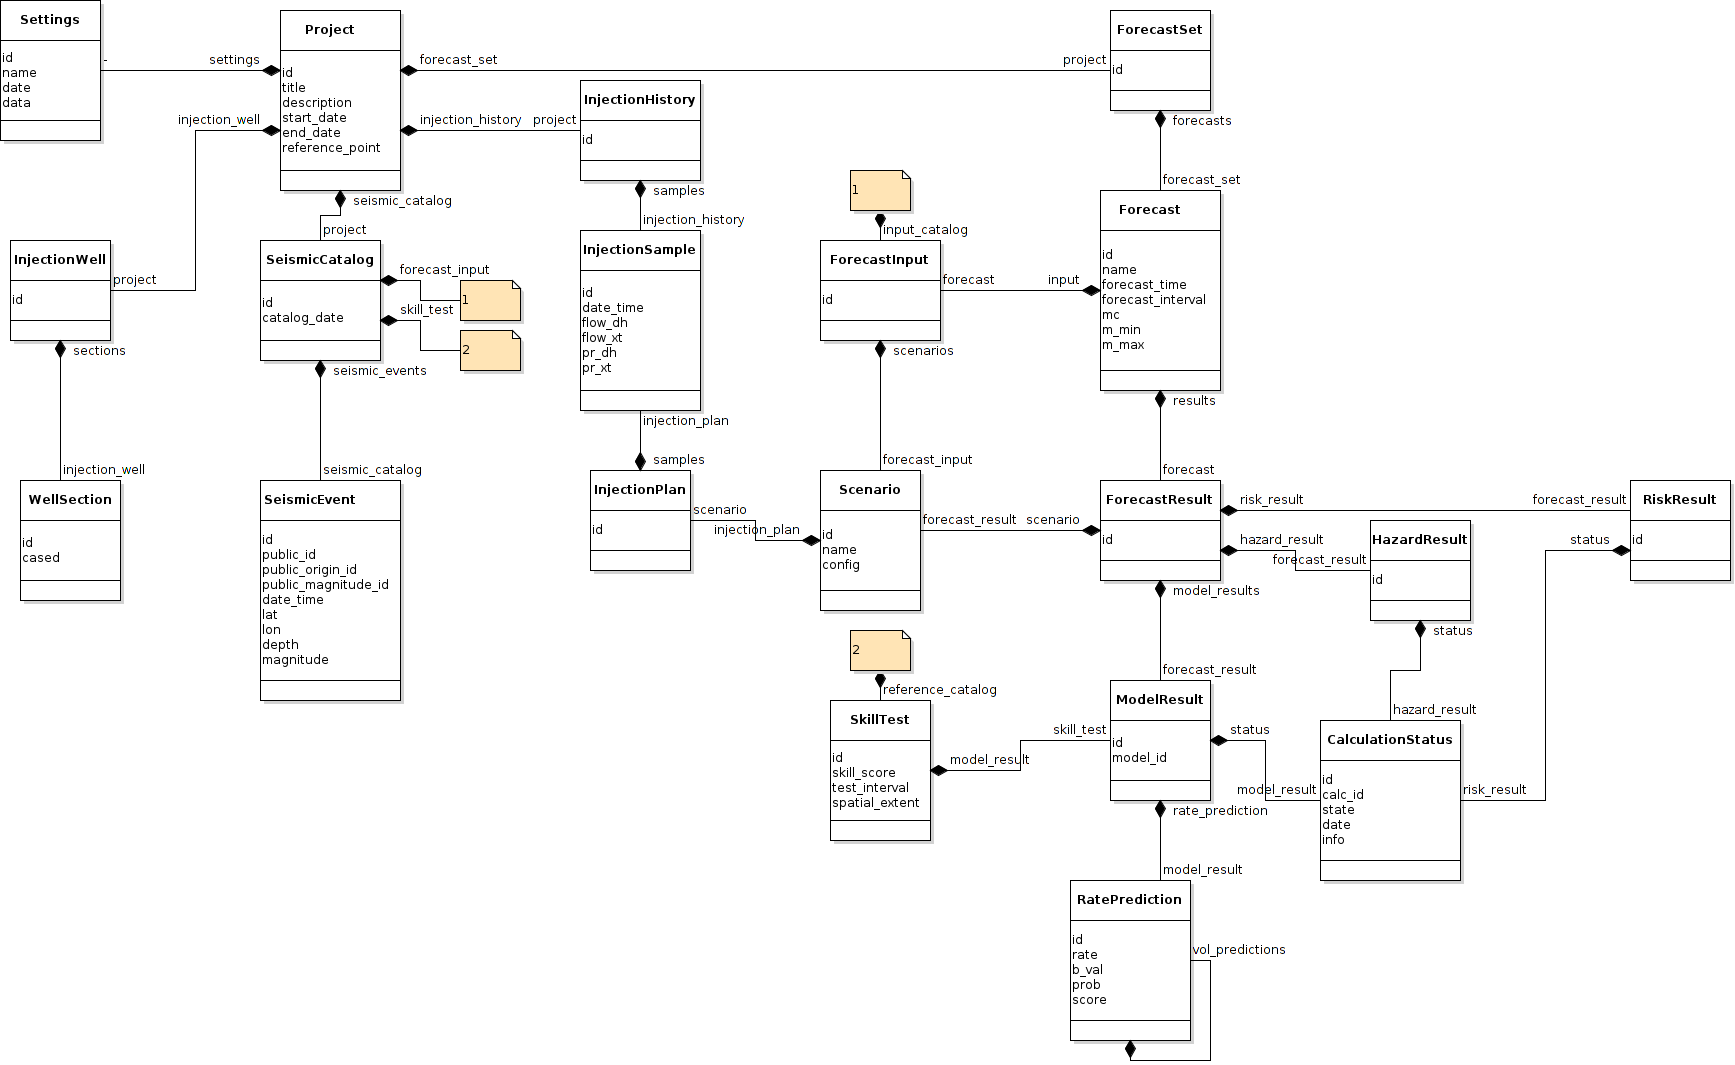 Settings
id
name
date
data
-
settings
Project
id
title
description
start_date
end_date
reference_point
forecast_set
project
ForecastSet
id
forecasts
forecast_set
injection_well
injection_history
project
InjectionHistory
id
samples
injection_history
seismic_catalog
project
InjectionWell
id
project
sections
injection_well
WellSection
id
cased
SeismicCatalog
id
catalog_date
forecast_input
1
skill_test
2
seismic_events
seismic_catalog
SeismicEvent
id
public_id
public_origin_id
public_magnitude_id
date_time
lat
lon
depth
magnitude
InjectionSample
id
date_time
flow_dh
flow_xt
pr_dh
pr_xt
injection_plan
samples
InjectionPlan
id
scenario
injection_plan
1
input_catalog
ForecastInput
id
forecast
input
scenarios
forecast_input
Forecast
id
name
forecast_time
forecast_interval
mc
m_min
m_max
results
forecast
Scenario
id
name
config
forecast_result
scenario
ForecastResult
id
risk_result
forecast_result
RiskResult
id
status
hazard_result
forecast_result
HazardResult
id
status
hazard_result
model_results
forecast_result
2
reference_catalog
SkillTest
id
skill_score
test_interval
spatial_extent
model_result
skill_test
ModelResult
id
model_id
status
model_result
CalculationStatus
id
calc_id
state
date
info
risk_result
rate_prediction
model_result
RatePrediction
id
rate
b_val
prob
score
vol_predictions